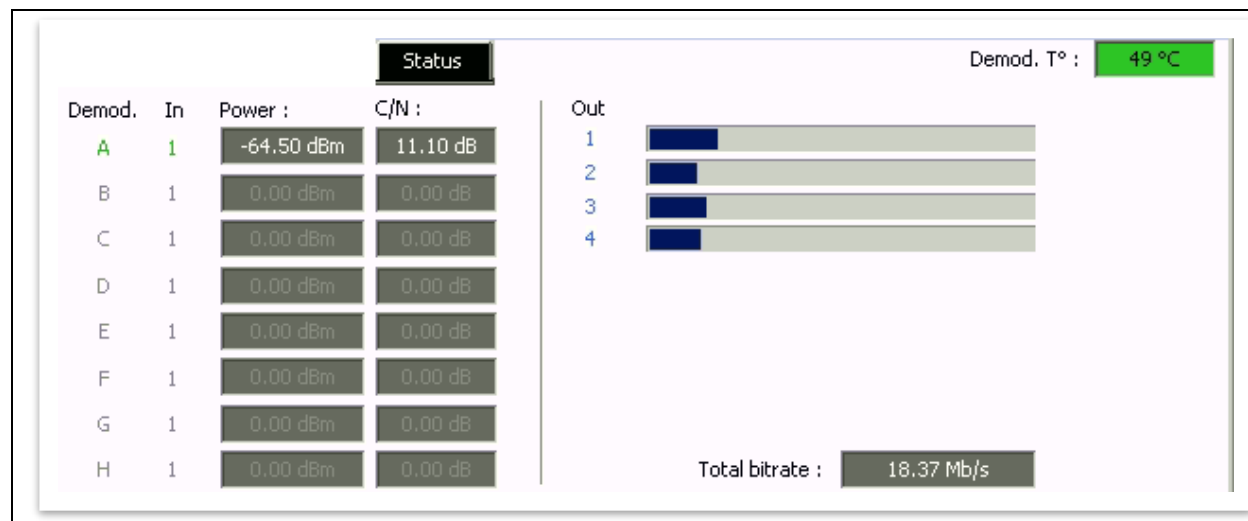 Status Demod. T° : 49 °C
Demod. In Power : C/N : Out
A 1 -64.50 dBm 11.10 dB 1
B 1 0.00 dBm 0.00 dB 2
C 1 0.00 dBm 0.00 dB 3
4
D 1 0.00 dBm 0.00 dB
E 1 0.00 dBm 0.00 dB
F 1 0.00 dBm 0.00 dB
G 1 0.00 dBm 0.00 dB
H 1 0.00 dBm 0.00 dB Total bitrate : 18.37 Mb/s